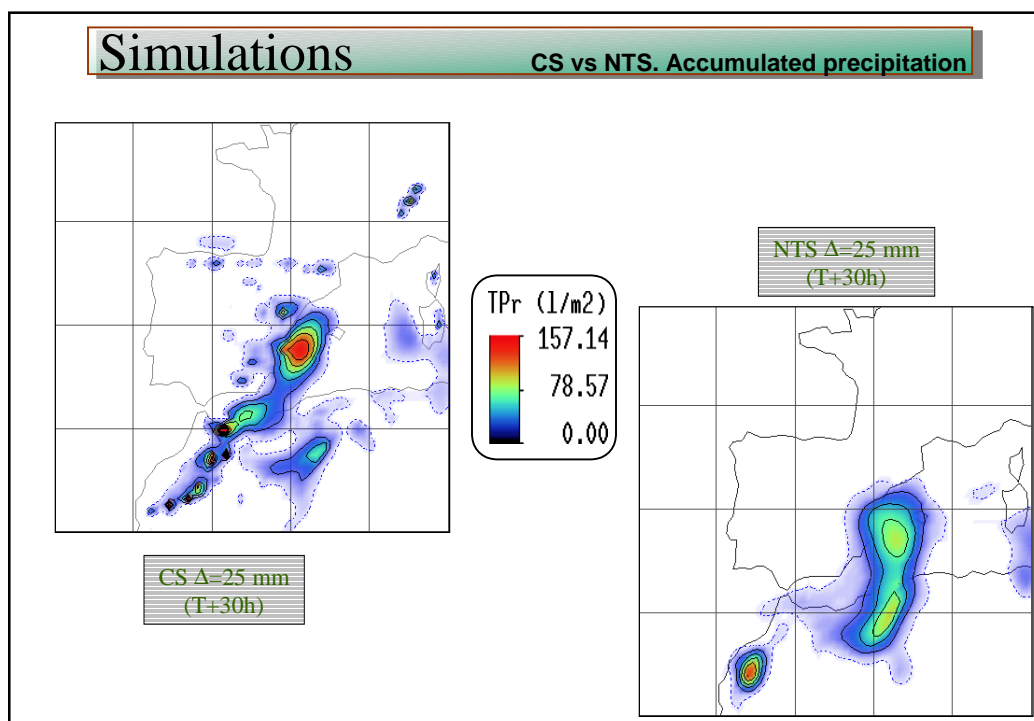 Simulations
CS vs NTS. Accumulated precipitation
NTS Δ=25 mm
(T+30h)
TPr (l/m2)
157.14
78.57
0.00
CS Δ=25 mm
(T+30h)